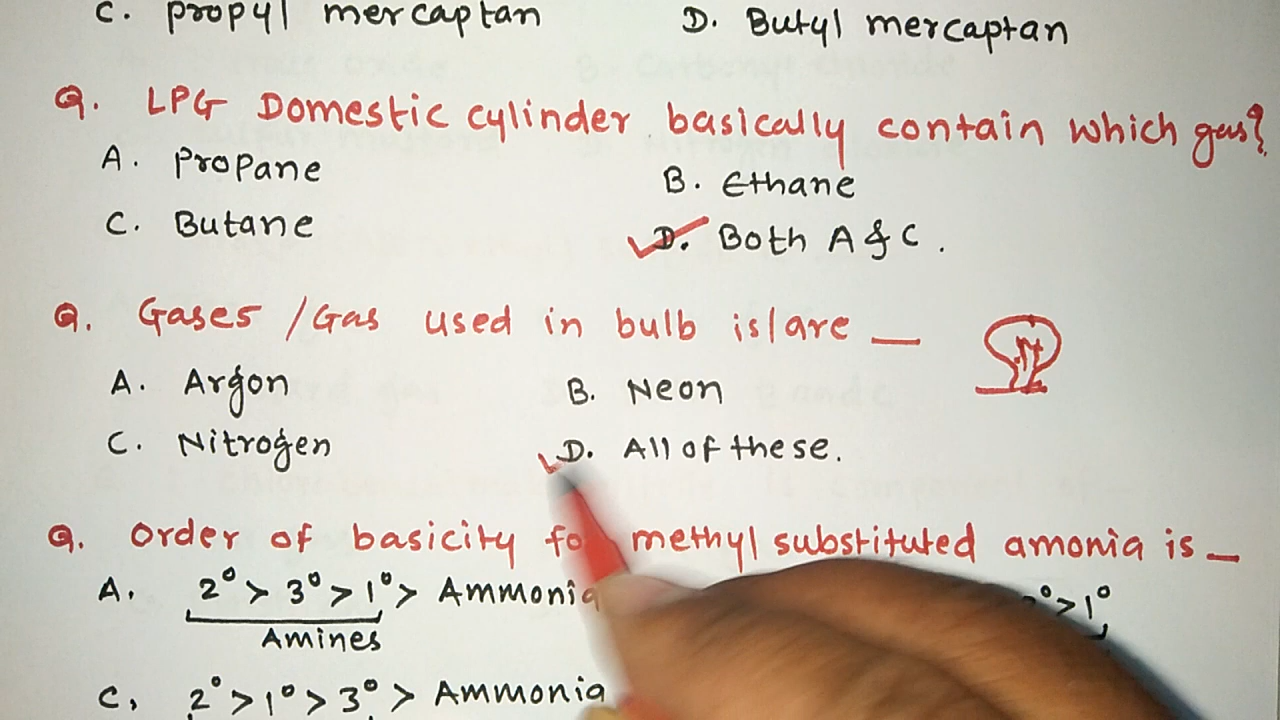 C. propyl mercaptan D. Butyl mercaptan
Q. LPG Domestic cylinder basically contain which gas?
A. Propane B. Ethane
C. Butane D. Both A & C.
Q. Gases /Gas used in bulb is/are _
A. Argon B. Neon
C. Nitrogen D. All of these.
Q. Order of basicity fo methyl substituted amonia is _
A. 2° > 3° > 1° > Ammonia > 1°
Amines
C, 2° > 1° > 3° > Ammonia